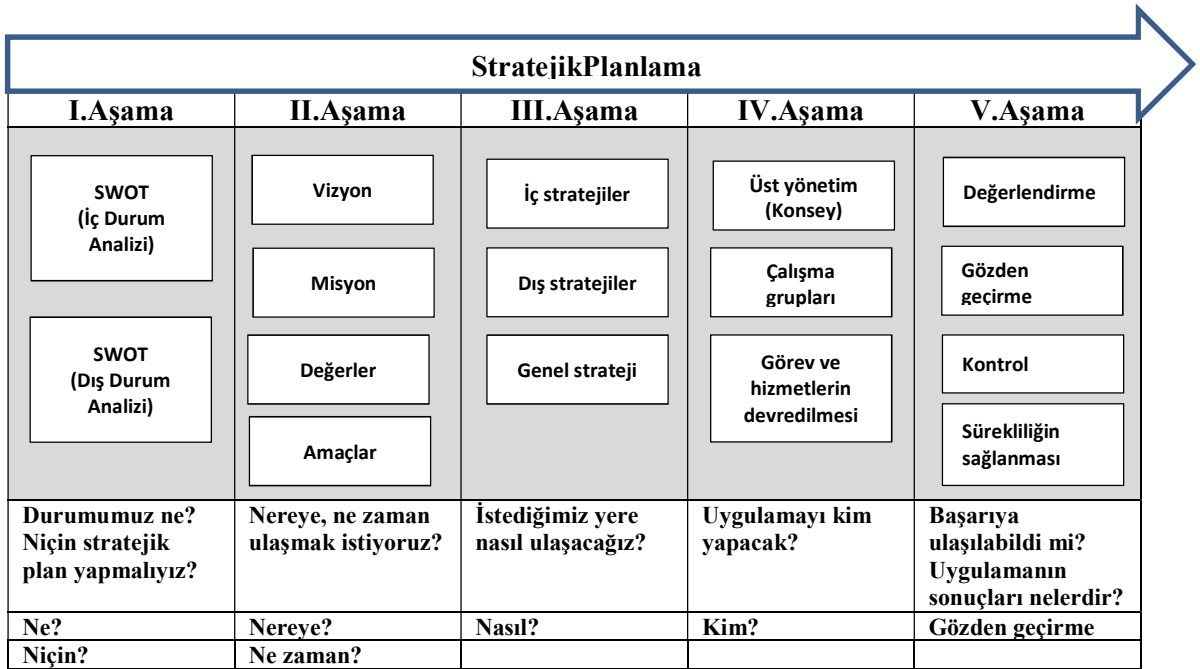 StratejikPlanlama
I.Aşama
II.Aşama
III.Aşama
IV.Aşama
V.Aşama
SWOT
(İç Durum
Analizi)
SWOT
(Dış Durum
Analizi)
Vizyon
Misyon
Değerler
Amaçlar
İç stratejiler
Dış stratejiler
Genel strateji
Üst yönetim
(Konsey)
Çalışma
grupları
Görev ve
hizmetlerin
devredilmesi
Değerlendirme
Gözden
geçirme
Kontrol
Sürekliliğin
sağlanması
Durumumuz ne?
Niçin stratejik
plan yapmalıyız?
Nereye, ne zaman
ulaşmak istiyoruz?
İstediğimiz yere
nasıl ulaşacağız?
Uygulamayı kim
yapacak?
Başarıya
ulaşılabildi mi?
Uygulamanın
sonuçları nelerdir?
Ne?
Nereye?
Nasıl?
Kim?
Gözden geçirme
Niçin?
Ne zaman?